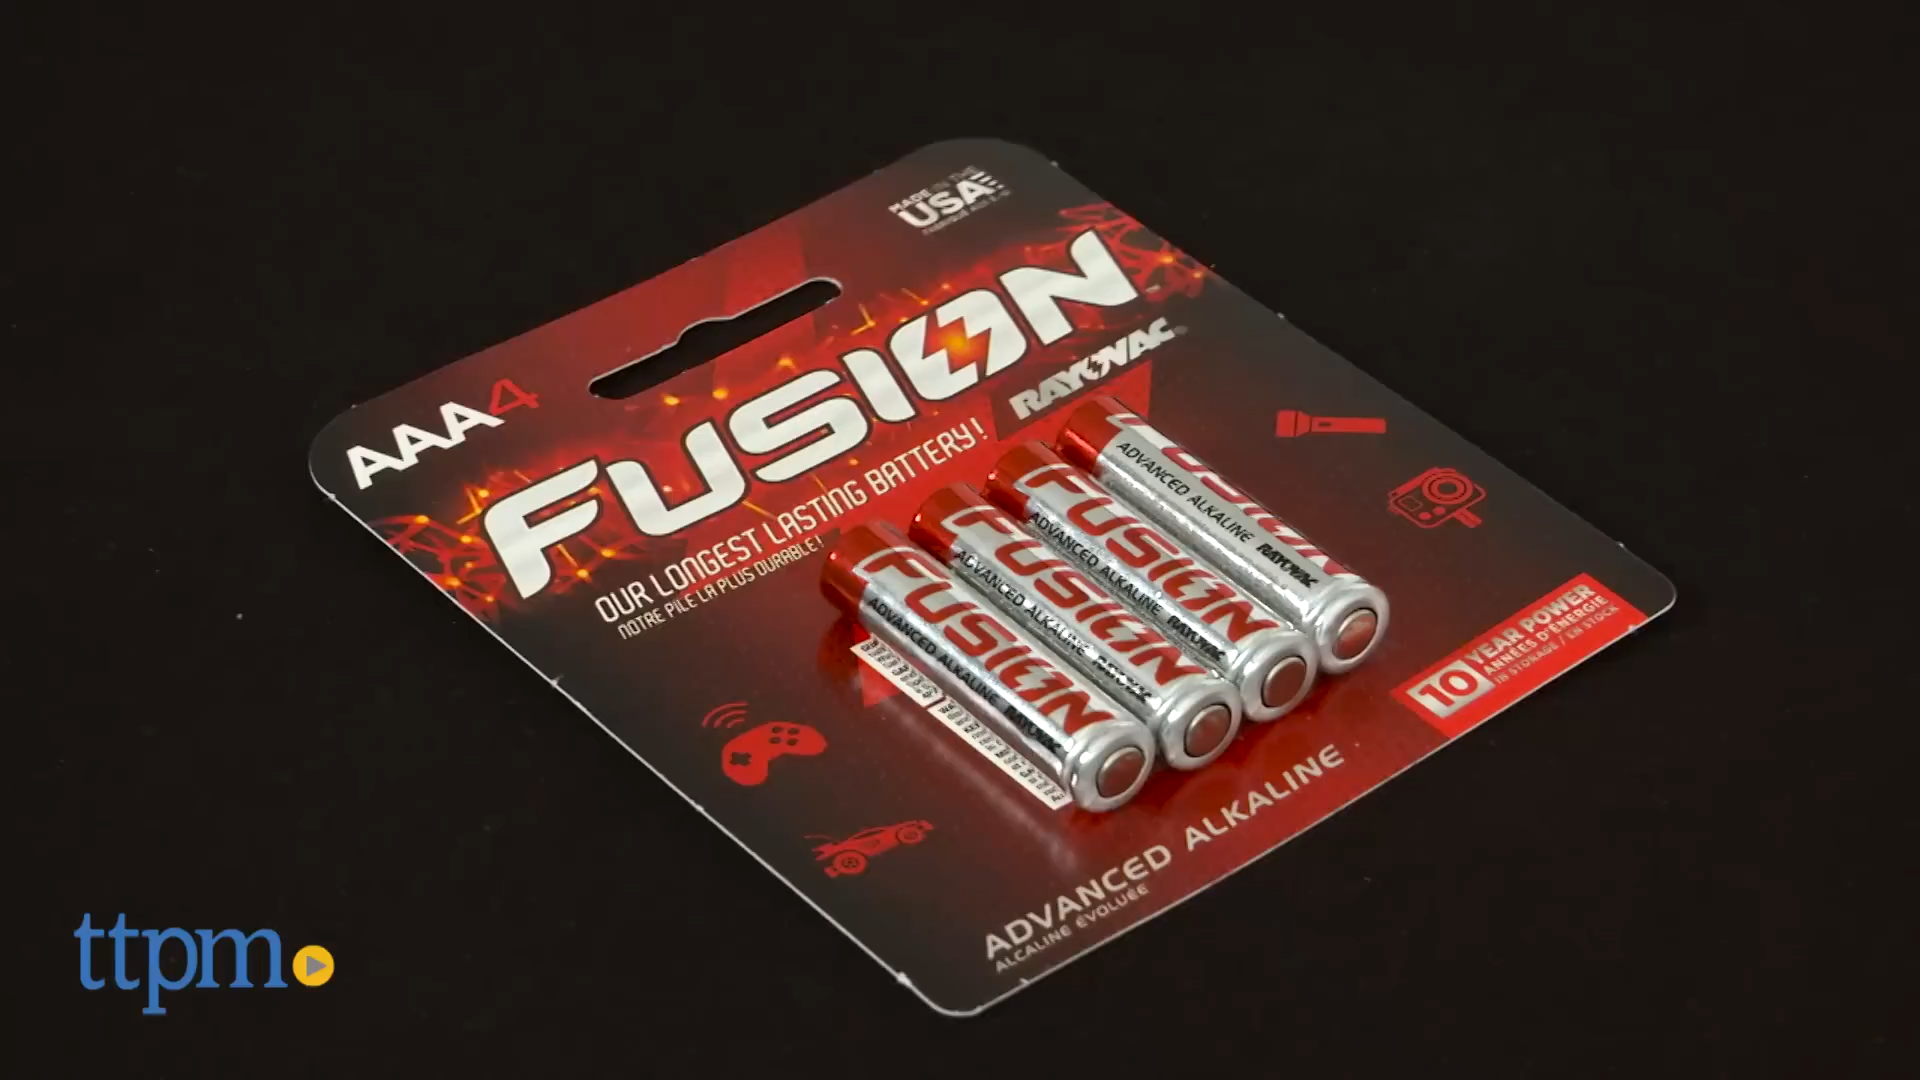 MADE IN THE
USA
AAA4
FUSION
RAYOVAC
OUR LONGEST LASTING BATTERY!
NOTRE PILE LA PLUS DURABLE!
FUSION
ADVANCED ALKALINE RAYOVAC
FUSION
ADVANCED ALKALINE RAYOVAC
FUSION
ADVANCED ALKALINE RAYOVAC
FUSION
ADVANCED ALKALINE RAYOVAC
10 YEAR POWER
ANNÉES D'ÉNERGIE
IN STORAGE / EN STOCK
ADVANCED ALKALINE
ALCALINE ÉVOLUÉE
ttpm